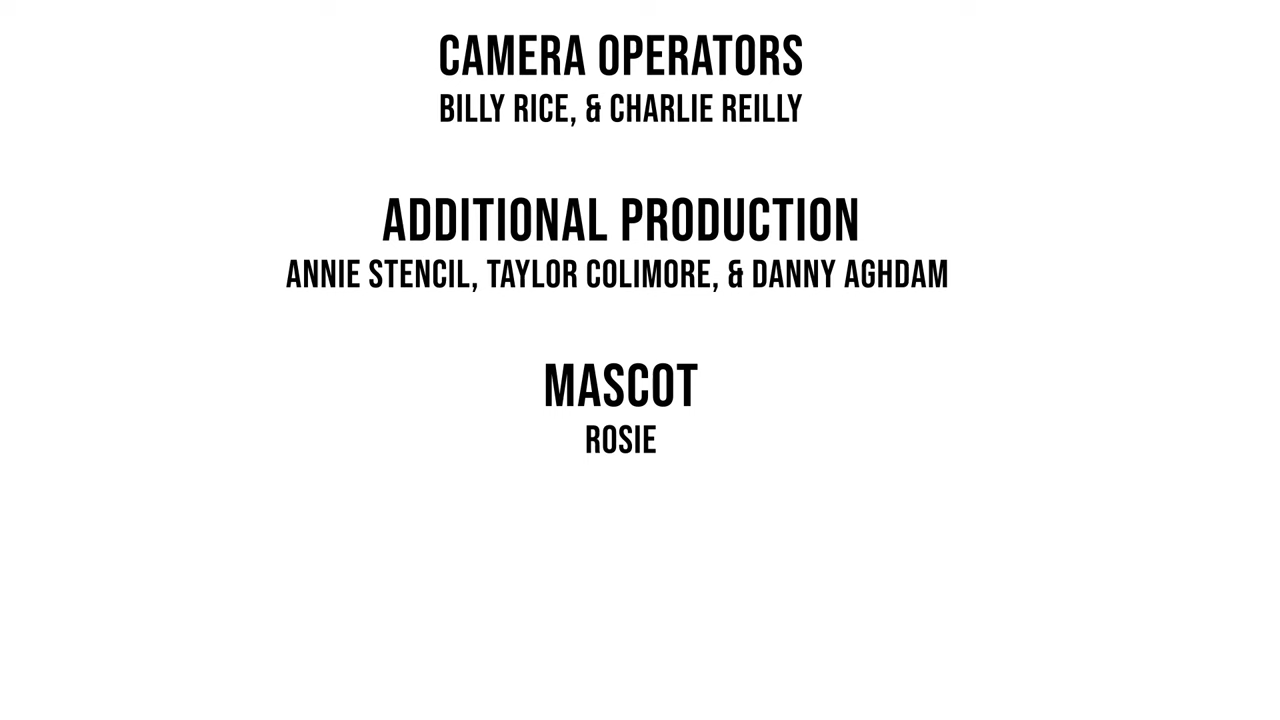 CAMERA OPERATORS
BILLY RICE, & CHARLIE REILLY
ADDITIONAL PRODUCTION
ANNIE STENCIL, TAYLOR COLIMORE, & DANNY AGHDAM
MASCOT
ROSIE